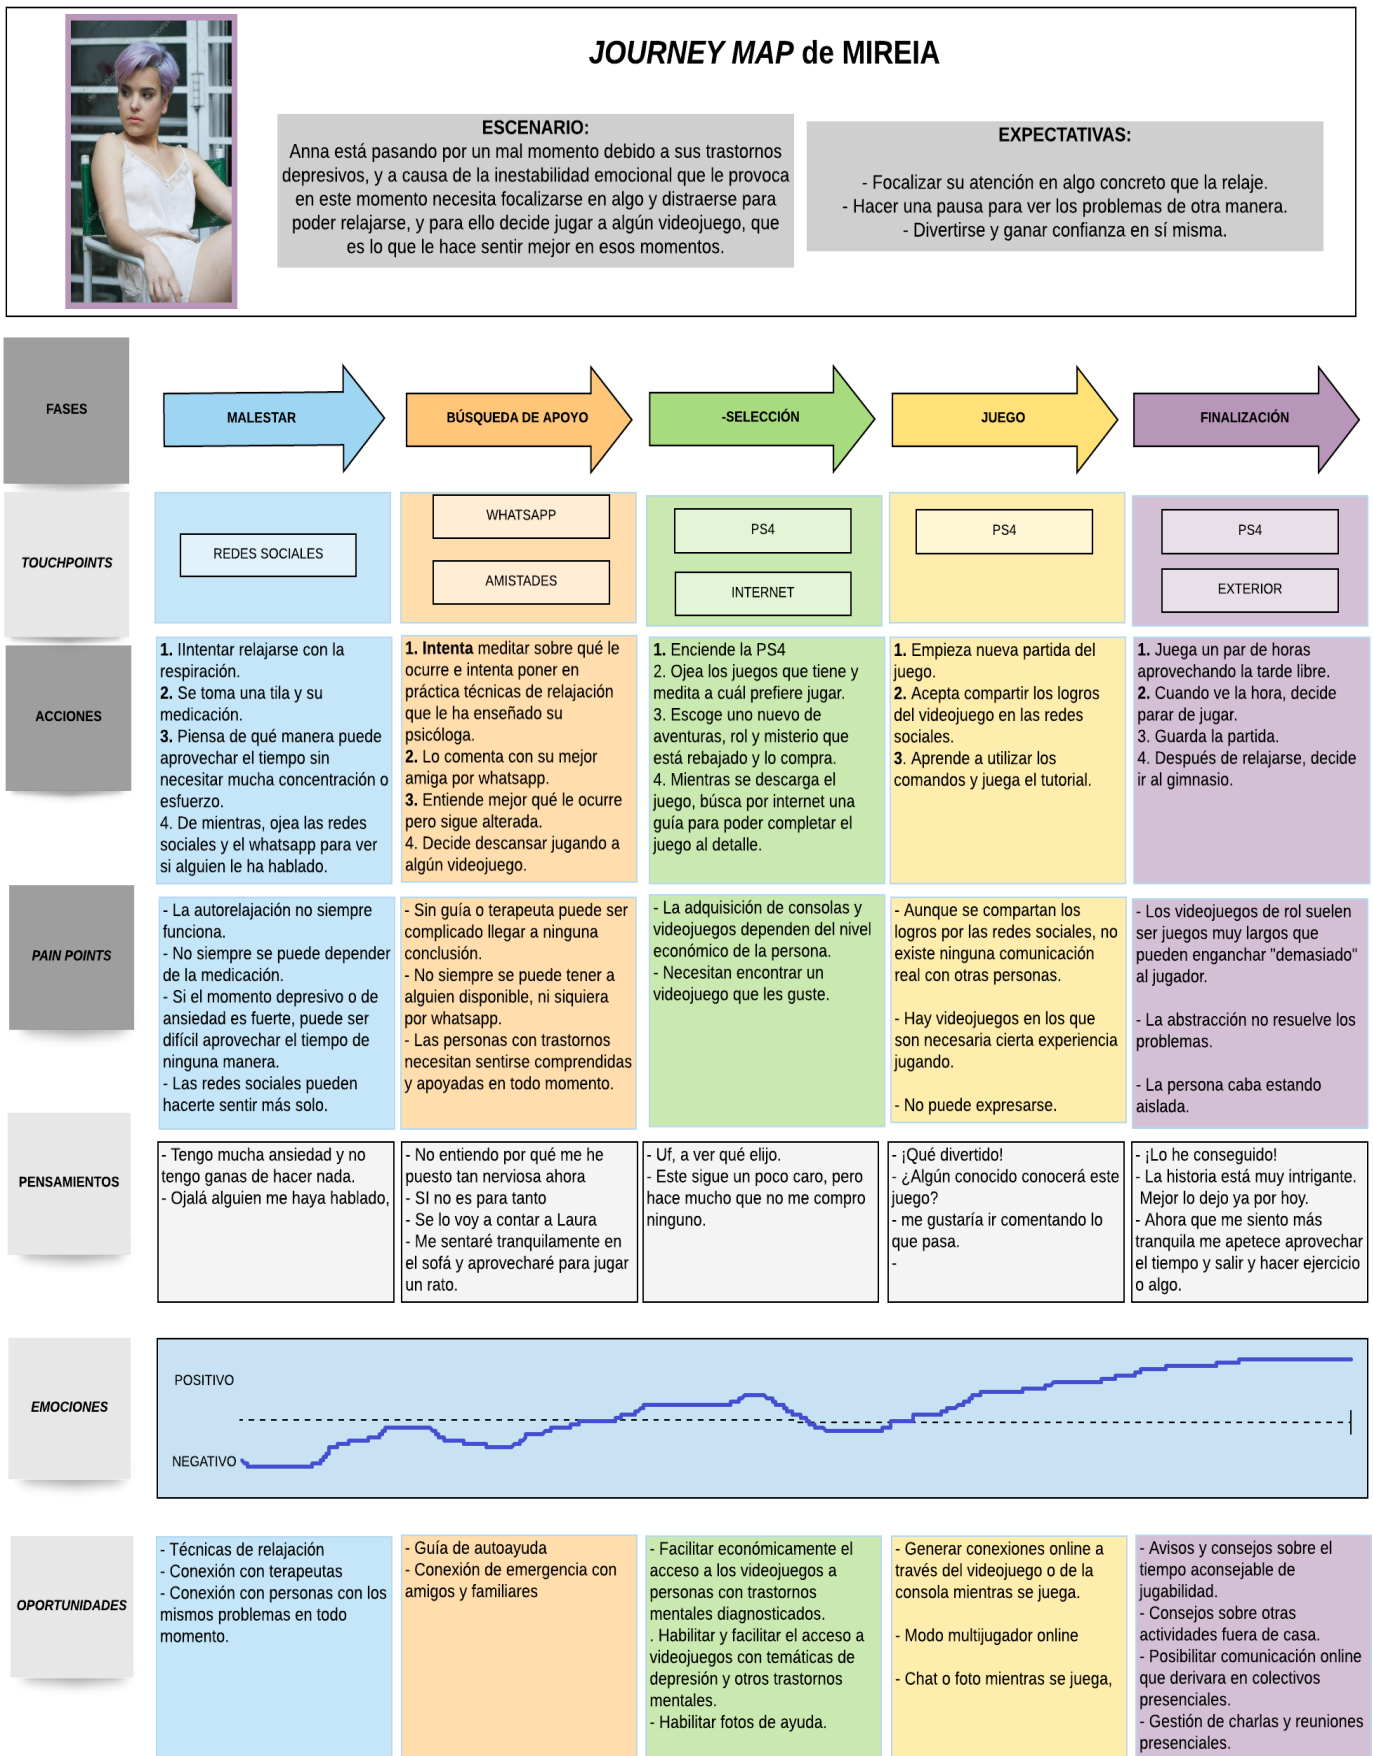 JOURNEY MAP de MIREIA
ESCENARIO:
Anna está pasando por un mal momento debido a sus trastornos
depresivos, y a causa de la inestabilidad emocional que le provoca
en este momento necesita focalizarse en algo y distraerse para
poder relajarse, y para ello decide jugar a algún videojuego, que
es lo que le hace sentir mejor en esos momentos.
EXPECTATIVAS:
- Focalizar su atención en algo concreto que la relaje.
- Hacer una pausa para ver los problemas de otra manera.
- Divertirse y ganar confianza en sí misma.
FASES
MALESTAR
BÚSQUEDA DE APOYO
-SELECCIÓN
JUEGO
FINALIZACIÓN
TOUCHPOINTS
REDES SOCIALES
WHATSAPP
AMISTADES
PS4
INTERNET
PS4
PS4
EXTERIOR
ACCIONES
1. IIntentar relajarse con la
respiración.
2. Se toma una tila y su
medicación.
3. Piensa de qué manera puede
aprovechar el tiempo sin
necesitar mucha concentración o
esfuerzo.
4. De mientras, ojea las redes
sociales y el whatsapp para ver
si alguien le ha hablado.
1. Intenta meditar sobre qué le
ocurre e intenta poner en
práctica técnicas de relajación
que le ha enseñado su
psicóloga.
2. Lo comenta con su mejor
amiga por whatsapp.
3. Entiende mejor qué le ocurre
pero sigue alterada.
4. Decide descansar jugando a
algún videojuego.
1. Enciende la PS4
2. Ojea los juegos que tiene y
medita a cuál prefiere jugar.
3. Escoge uno nuevo de
aventuras, rol y misterio que
está rebajado y lo compra.
4. Mientras se descarga el
juego, búsca por internet una
guía para poder completar el
juego al detalle.
1. Empieza nueva partida del
juego.
2. Acepta compartir los logros
del videojuego en las redes
sociales.
3. Aprende a utilizar los
comandos y juega el tutorial.
1. Juega un par de horas
aprovechando la tarde libre.
2. Cuando ve la hora, decide
parar de jugar.
3. Guarda la partida.
4. Después de relajarse, decide
ir al gimnasio.
PAIN POINTS
- La autorelajación no siempre
funciona.
- No siempre se puede depender
de la medicación.
- Si el momento depresivo o de
ansiedad es fuerte, puede ser
difícil aprovechar el tiempo de
ninguna manera.
- Las redes sociales pueden
hacerte sentir más solo.
- Sin guía o terapeuta puede ser
complicado llegar a ninguna
conclusión.
- No siempre se puede tener a
alguien disponible, ni siquiera
por whatsapp.
- Las personas con trastornos
necesitan sentirse comprendidas
y apoyadas en todo momento.
- La adquisición de consolas y
videojuegos dependen del nivel
económico de la persona.
- Necesitan encontrar un
videojuego que les guste.
- Aunque se compartan los
logros por las redes sociales, no
existe ninguna comunicación
real con otras personas.
- Hay videojuegos en los que
son necesaria cierta experiencia
jugando.
- No puede expresarse.
- Los videojuegos de rol suelen
ser juegos muy largos que
pueden enganchar "demasiado"
al jugador.
- La abstracción no resuelve los
problemas.
- La persona caba estando
aislada.
PENSAMIENTOS
- Tengo mucha ansiedad y no
tengo ganas de hacer nada.
- Ojalá alguien me haya hablado,
- No entiendo por qué me he
puesto tan nerviosa ahora
- SI no es para tanto
- Se lo voy a contar a Laura
- Me sentaré tranquilamente en
el sofá y aprovecharé para jugar
un rato.
- Uf, a ver qué elijo.
- Este sigue un poco caro, pero
hace mucho que no me compro
ninguno.
- ¡Qué divertido!
- ¿Algún conocido conocerá este
juego?
- me gustaría ir comentando lo
que pasa.
-
- ¡Lo he conseguido!
- La historia está muy intrigante.
Mejor lo dejo ya por hoy.
- Ahora que me siento más
tranquila me apetece aprovechar
el tiempo y salir y hacer ejercicio
o algo.
EMOCIONES
POSITIVO
NEGATIVO
OPORTUNIDADES
- Técnicas de relajación
- Conexión con terapeutas
- Conexión con personas con los
mismos problemas en todo
momento.
- Guía de autoayuda
- Conexión de emergencia con
amigos y familiares
- Facilitar económicamente el
acceso a los videojuegos a
personas con trastornos
mentales diagnosticados.
. Habilitar y facilitar el acceso a
videojuegos con temáticas de
depresión y otros trastornos
mentales.
- Habilitar fotos de ayuda.
- Generar conexiones online a
través del videojuego o de la
consola mientras se juega.
- Modo multijugador online
- Chat o foto mientras se juega,
- Avisos y consejos sobre el
tiempo aconsejable de
jugabilidad.
- Consejos sobre otras
actividades fuera de casa.
- Posibilitar comunicación online
que derivara en colectivos
presenciales.
- Gestión de charlas y reuniones
presenciales.